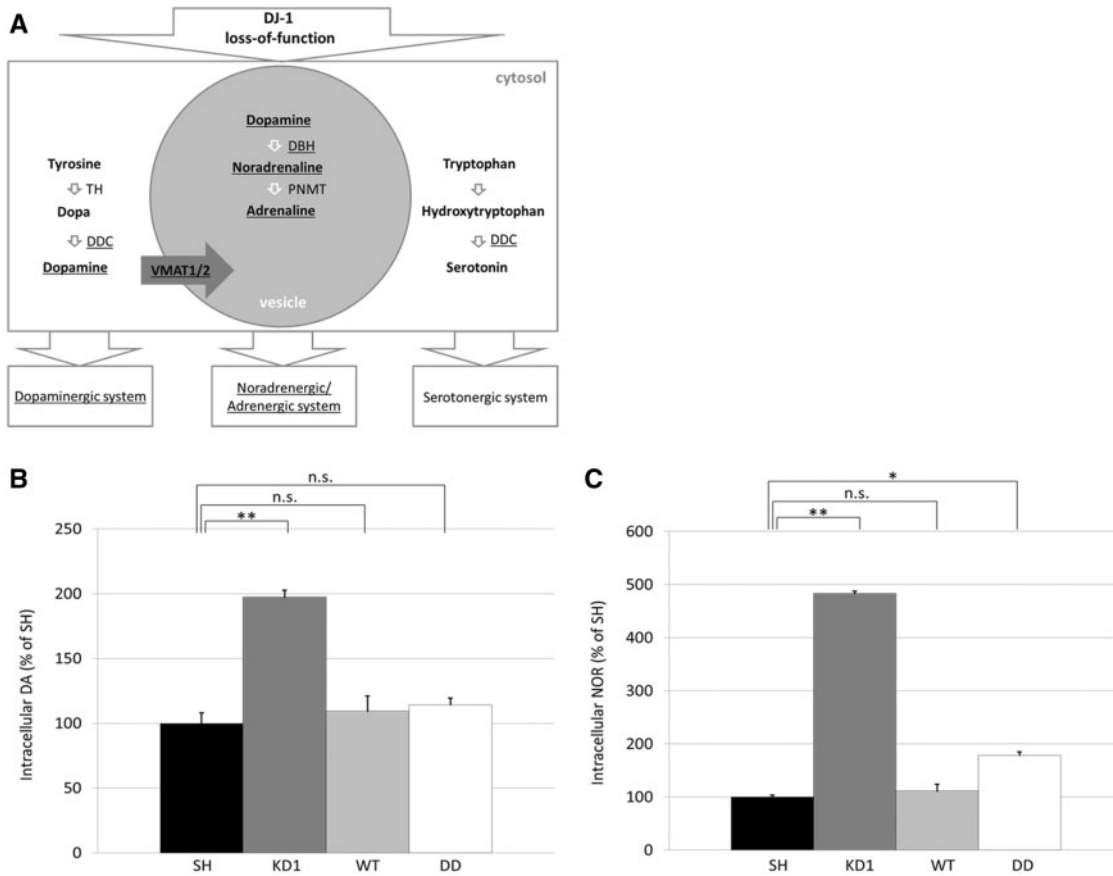 A
DJ-1
loss-of-function
cytosol
Dopamine
DBH
Noradrenaline
PNMT
Adrenaline
Tyrosine
TH
Dopa
DDC
Dopamine
VMAT1/2
vesicle
Tryptophan
Hydroxytryptophan
DDC
Serotonin
Dopaminergic system
Noradrenergic/
Adrenergic system
Serotonergic system
B
n.s.
n.s.
**
Intracellular DA (% of SH)
250
200
150
100
50
0
SH KD1 WT DD
C
*
n.s.
**
Intracellular NOR (% of SH)
600
500
400
300
200
100
0
SH KD1 WT DD